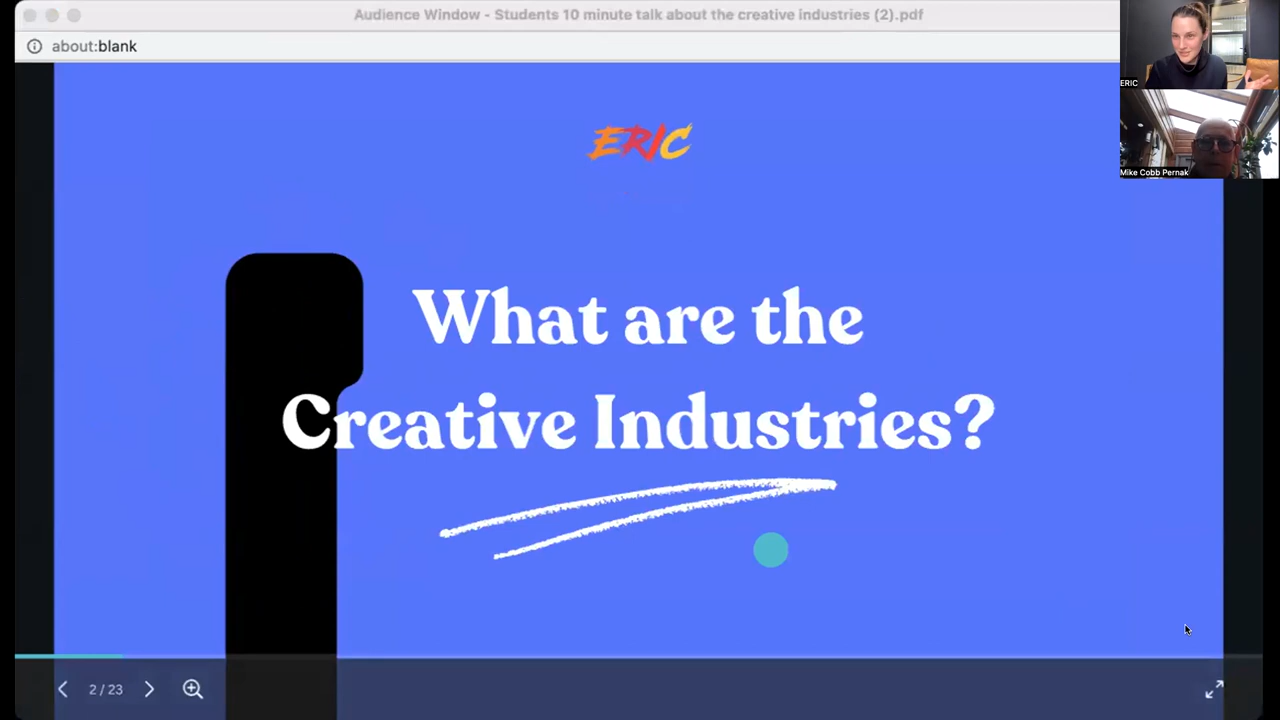 Audience Window - Students 10 minute talk about the creative industries (2).pdf
about:blank
ERIC
Mike Cobb Pernak
ERIC
What are the
Creative Industries?
2 / 23